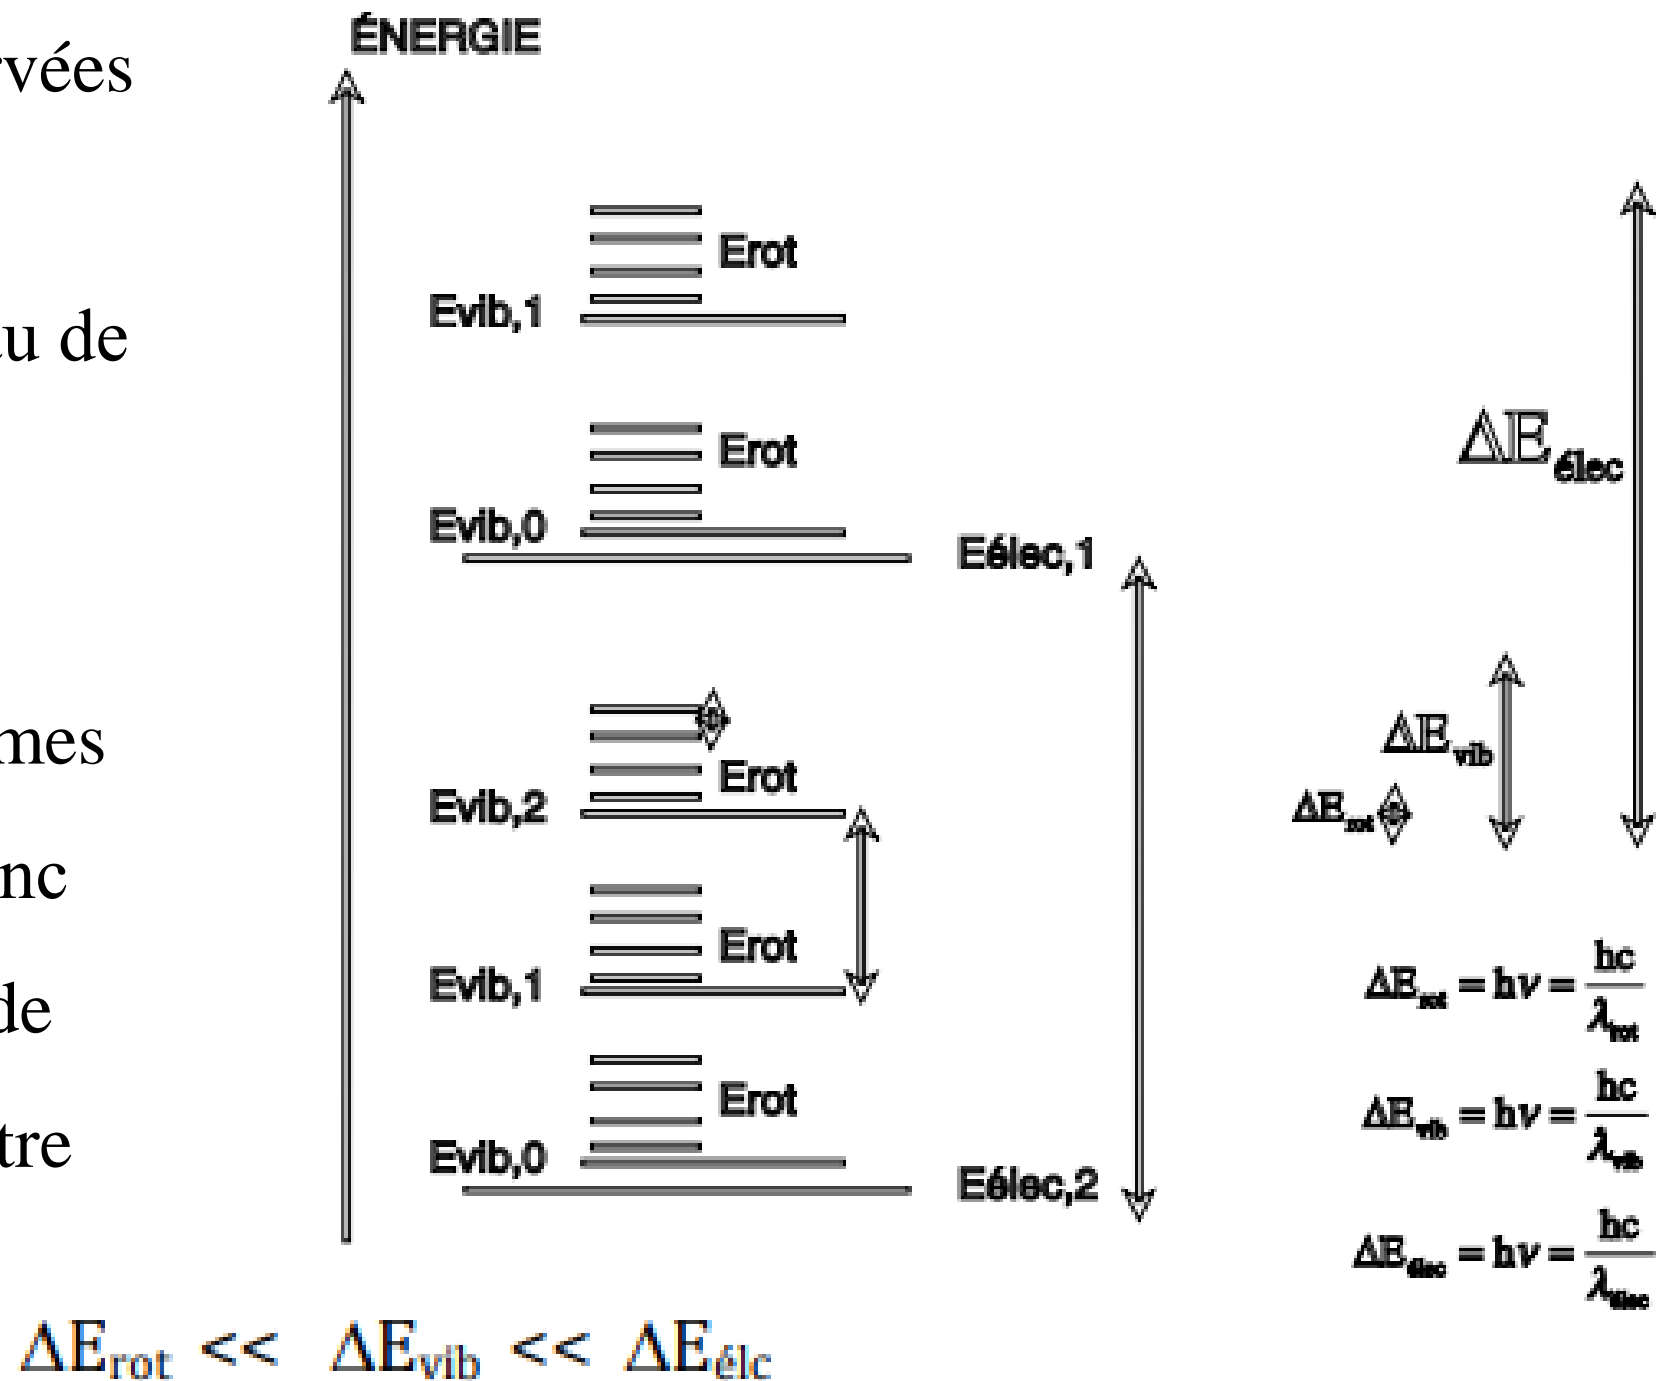 ÉNERGIE
rvées
Erot
Evib,1
au de
Erot
Evib,0
Eélec,1
ΔEélec
mes
Erot
Evib,2
ΔEvib
ΔErot
nc
Erot
Evib,1
ΔErot = hν = hc/λrot
de
Erot
ΔEvib = hν = hc/λvib
tre
Evib,0
Eélec,2
ΔEélec = hν = hc/λélec
ΔErot << ΔEvib << ΔEélc